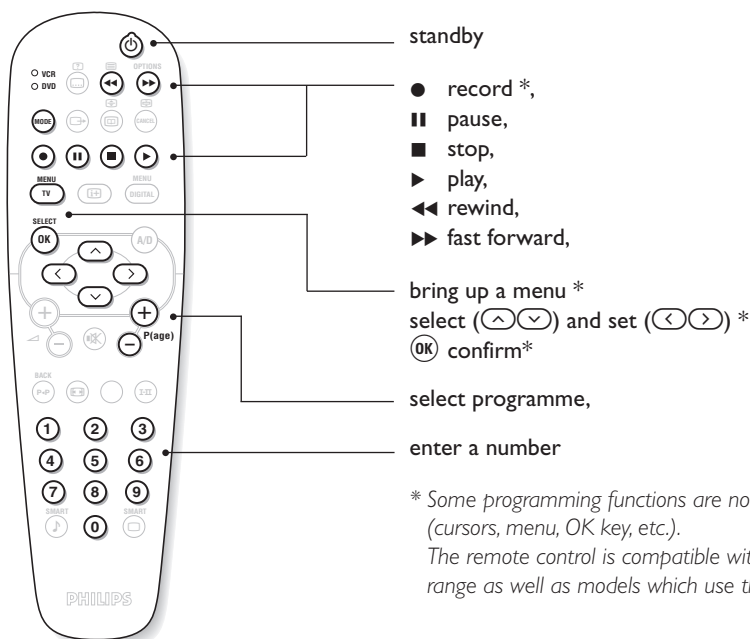 standby
VCR
DVD
OPTIONS
MODE
CANCEL
● record *,
pause,
■ stop,
► play,
◄◄ rewind,
►► fast forward,
MENU
TV
MENU
DIGITAL
SELECT
OK
A/D
bring up a menu *
select ( ) and set ( ) *
OK confirm*
P(age)
select programme,
BACK
P◄P
I-II
enter a number
1 2 3
4 5 6
7 8 9
SMART
0
SMART
* Some programming functions are no
(cursors, menu, OK key, etc.).
The remote control is compatible wit
range as well as models which use t
PHILIPS